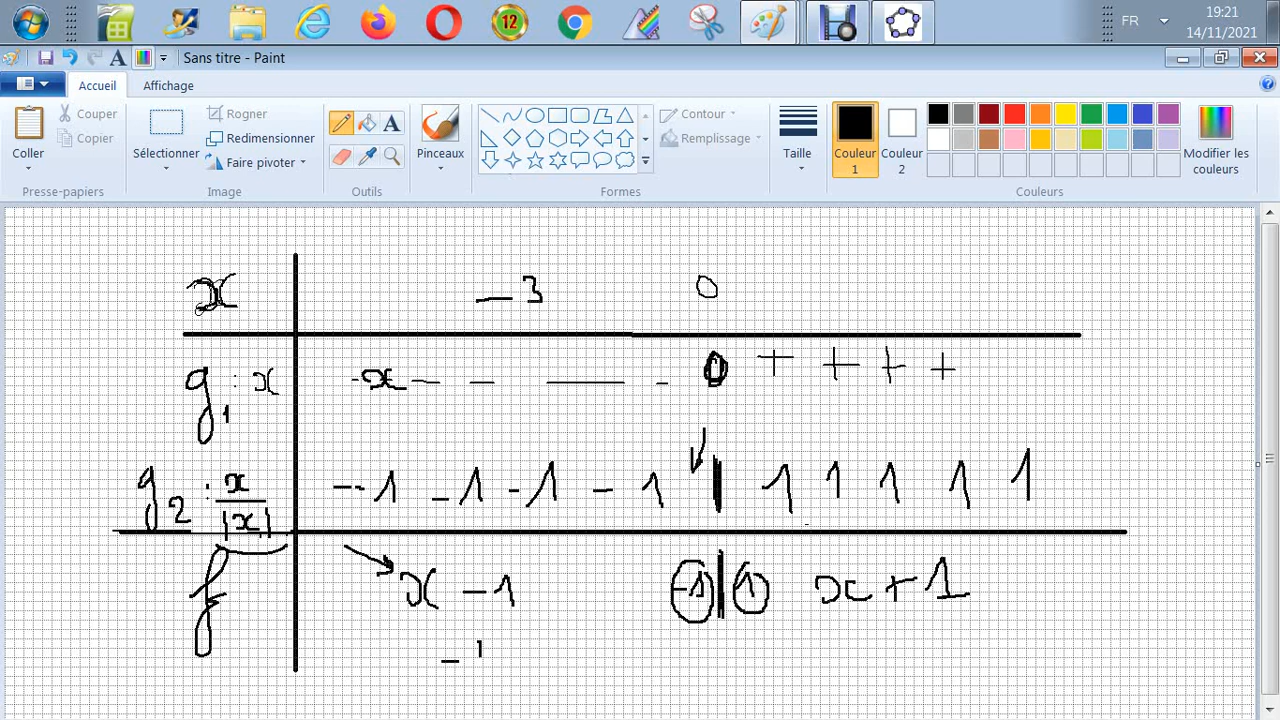 12
FR
19:21
14/11/2021
Sans titre - Paint
Accueil
Affichage
Coller
Couper
Copier
Sélectionner
Rogner
Redimensionner
Faire pivoter
Pinceaux
Contour
Remplissage
Taille
Couleur 1
Couleur 2
Modifier les couleurs
Presse-papiers
Image
Outils
Formes
Couleurs
x -3 0
g1 : x -x - - — - 0 + + + +
g2 : x/|x| -- 1 -1 -1 - 1 | 1 1 1 1 1
f x - 1 -1 | 1 x + 1